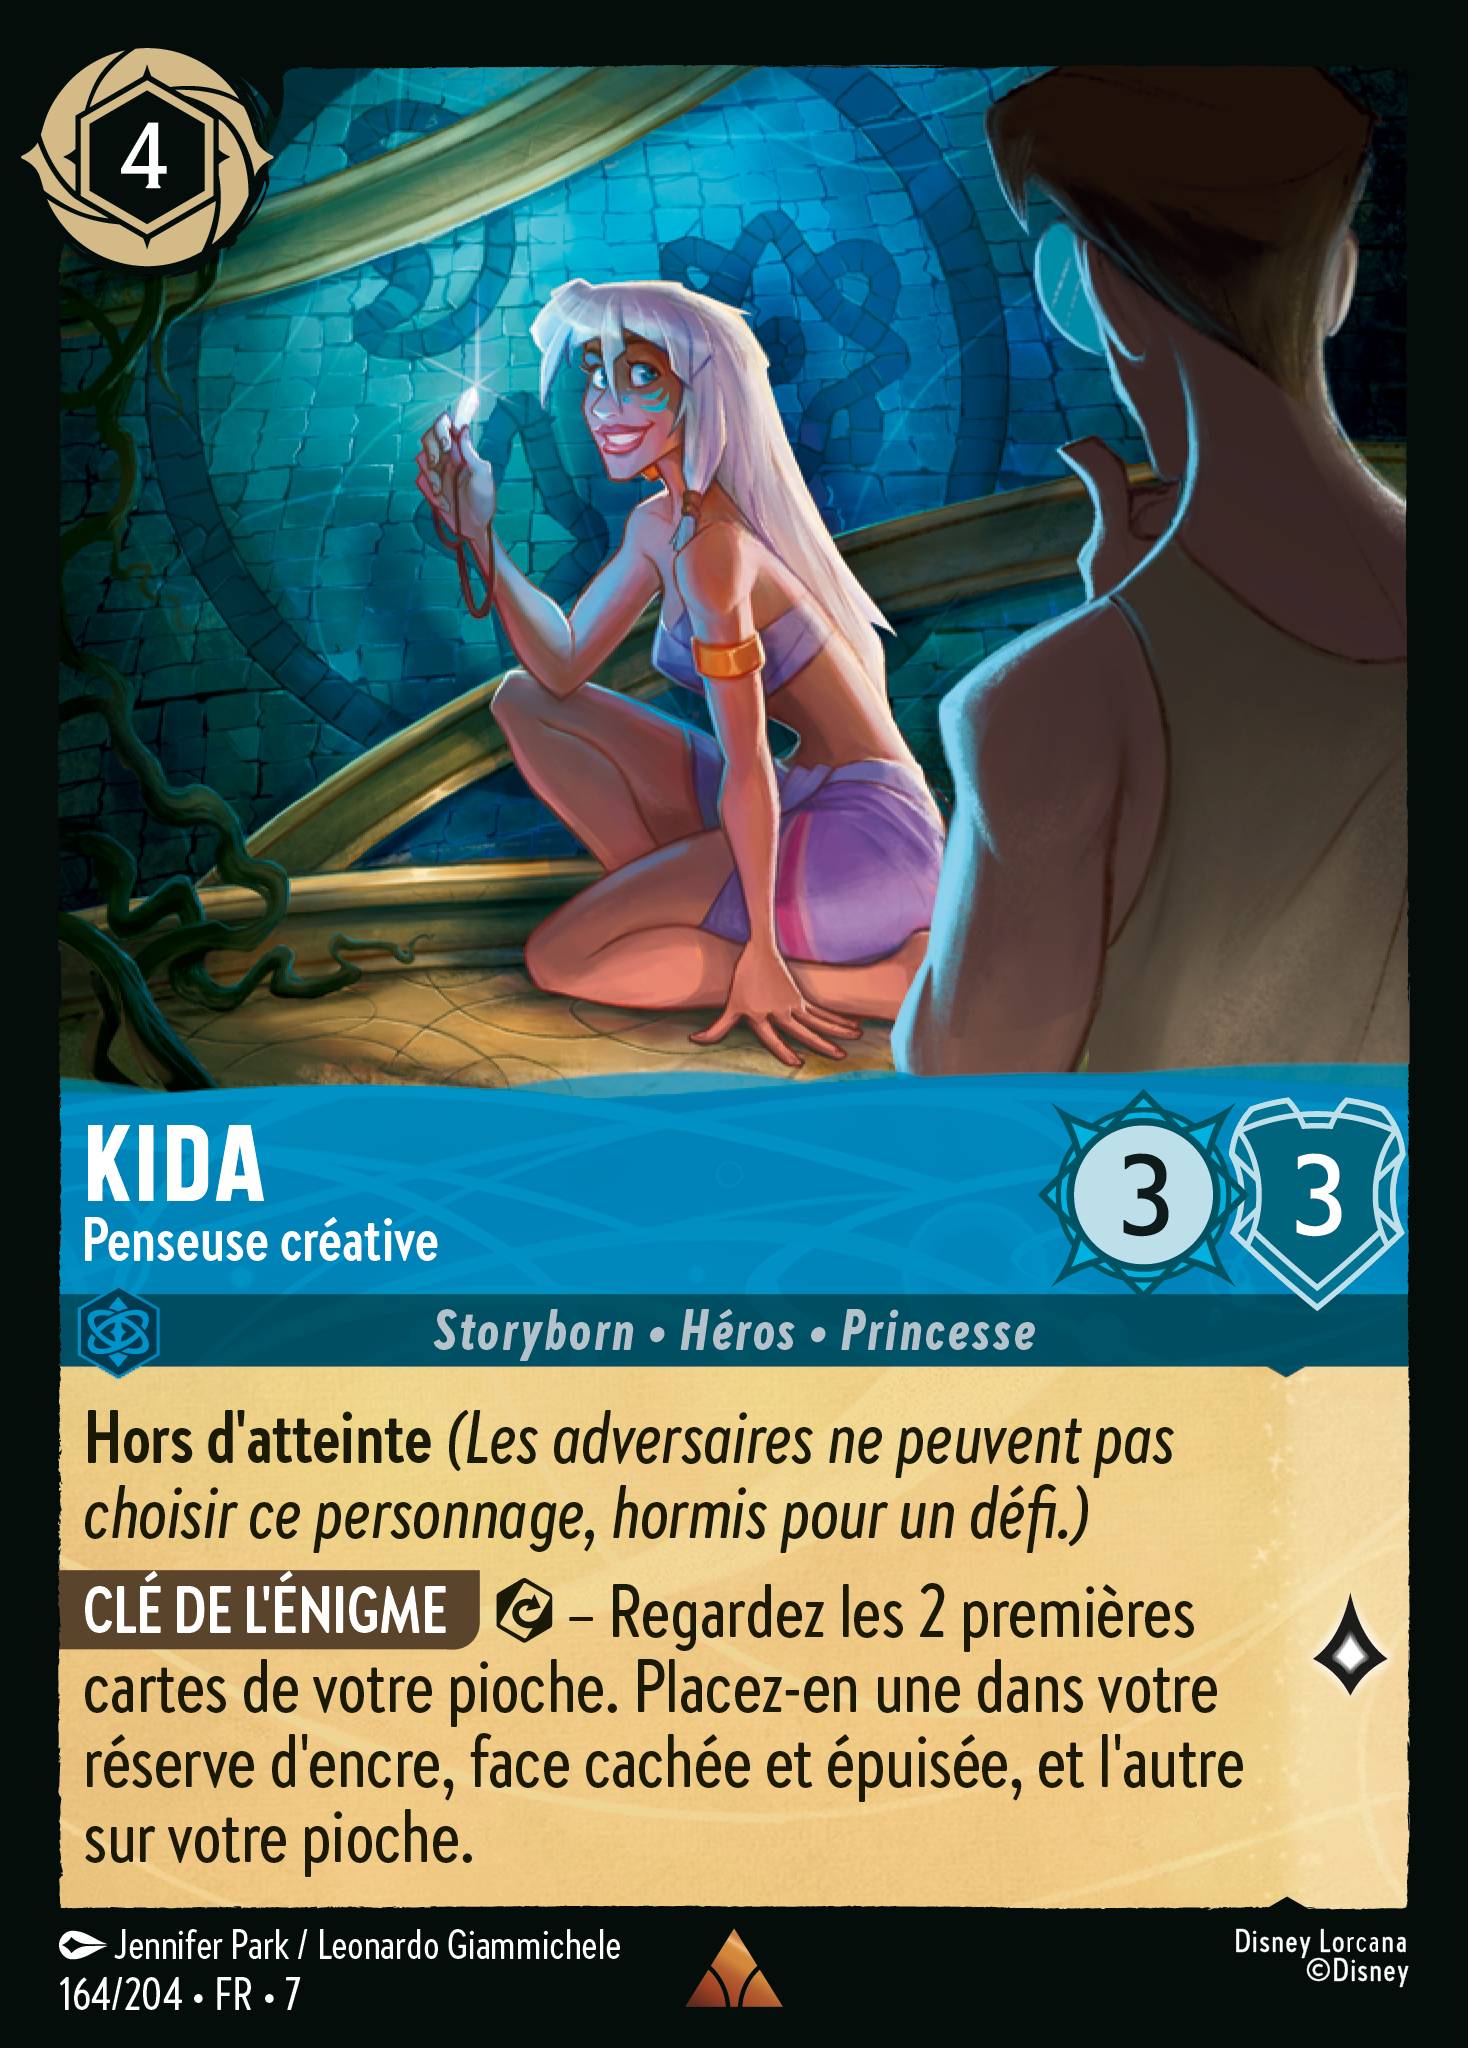 4
KIDA
Penseuse créative
3
3
Storyborn • Héros • Princesse
Hors d'atteinte (Les adversaires ne peuvent pas
choisir ce personnage, hormis pour un défi.)
CLÉ DE L'ÉNIGME – Regardez les 2 premières
cartes de votre pioche. Placez-en une dans votre
réserve d'encre, face cachée et épuisée, et l'autre
sur votre pioche.
Jennifer Park / Leonardo Giammichele
164/204 • FR • 7
Disney Lorcana
©Disney